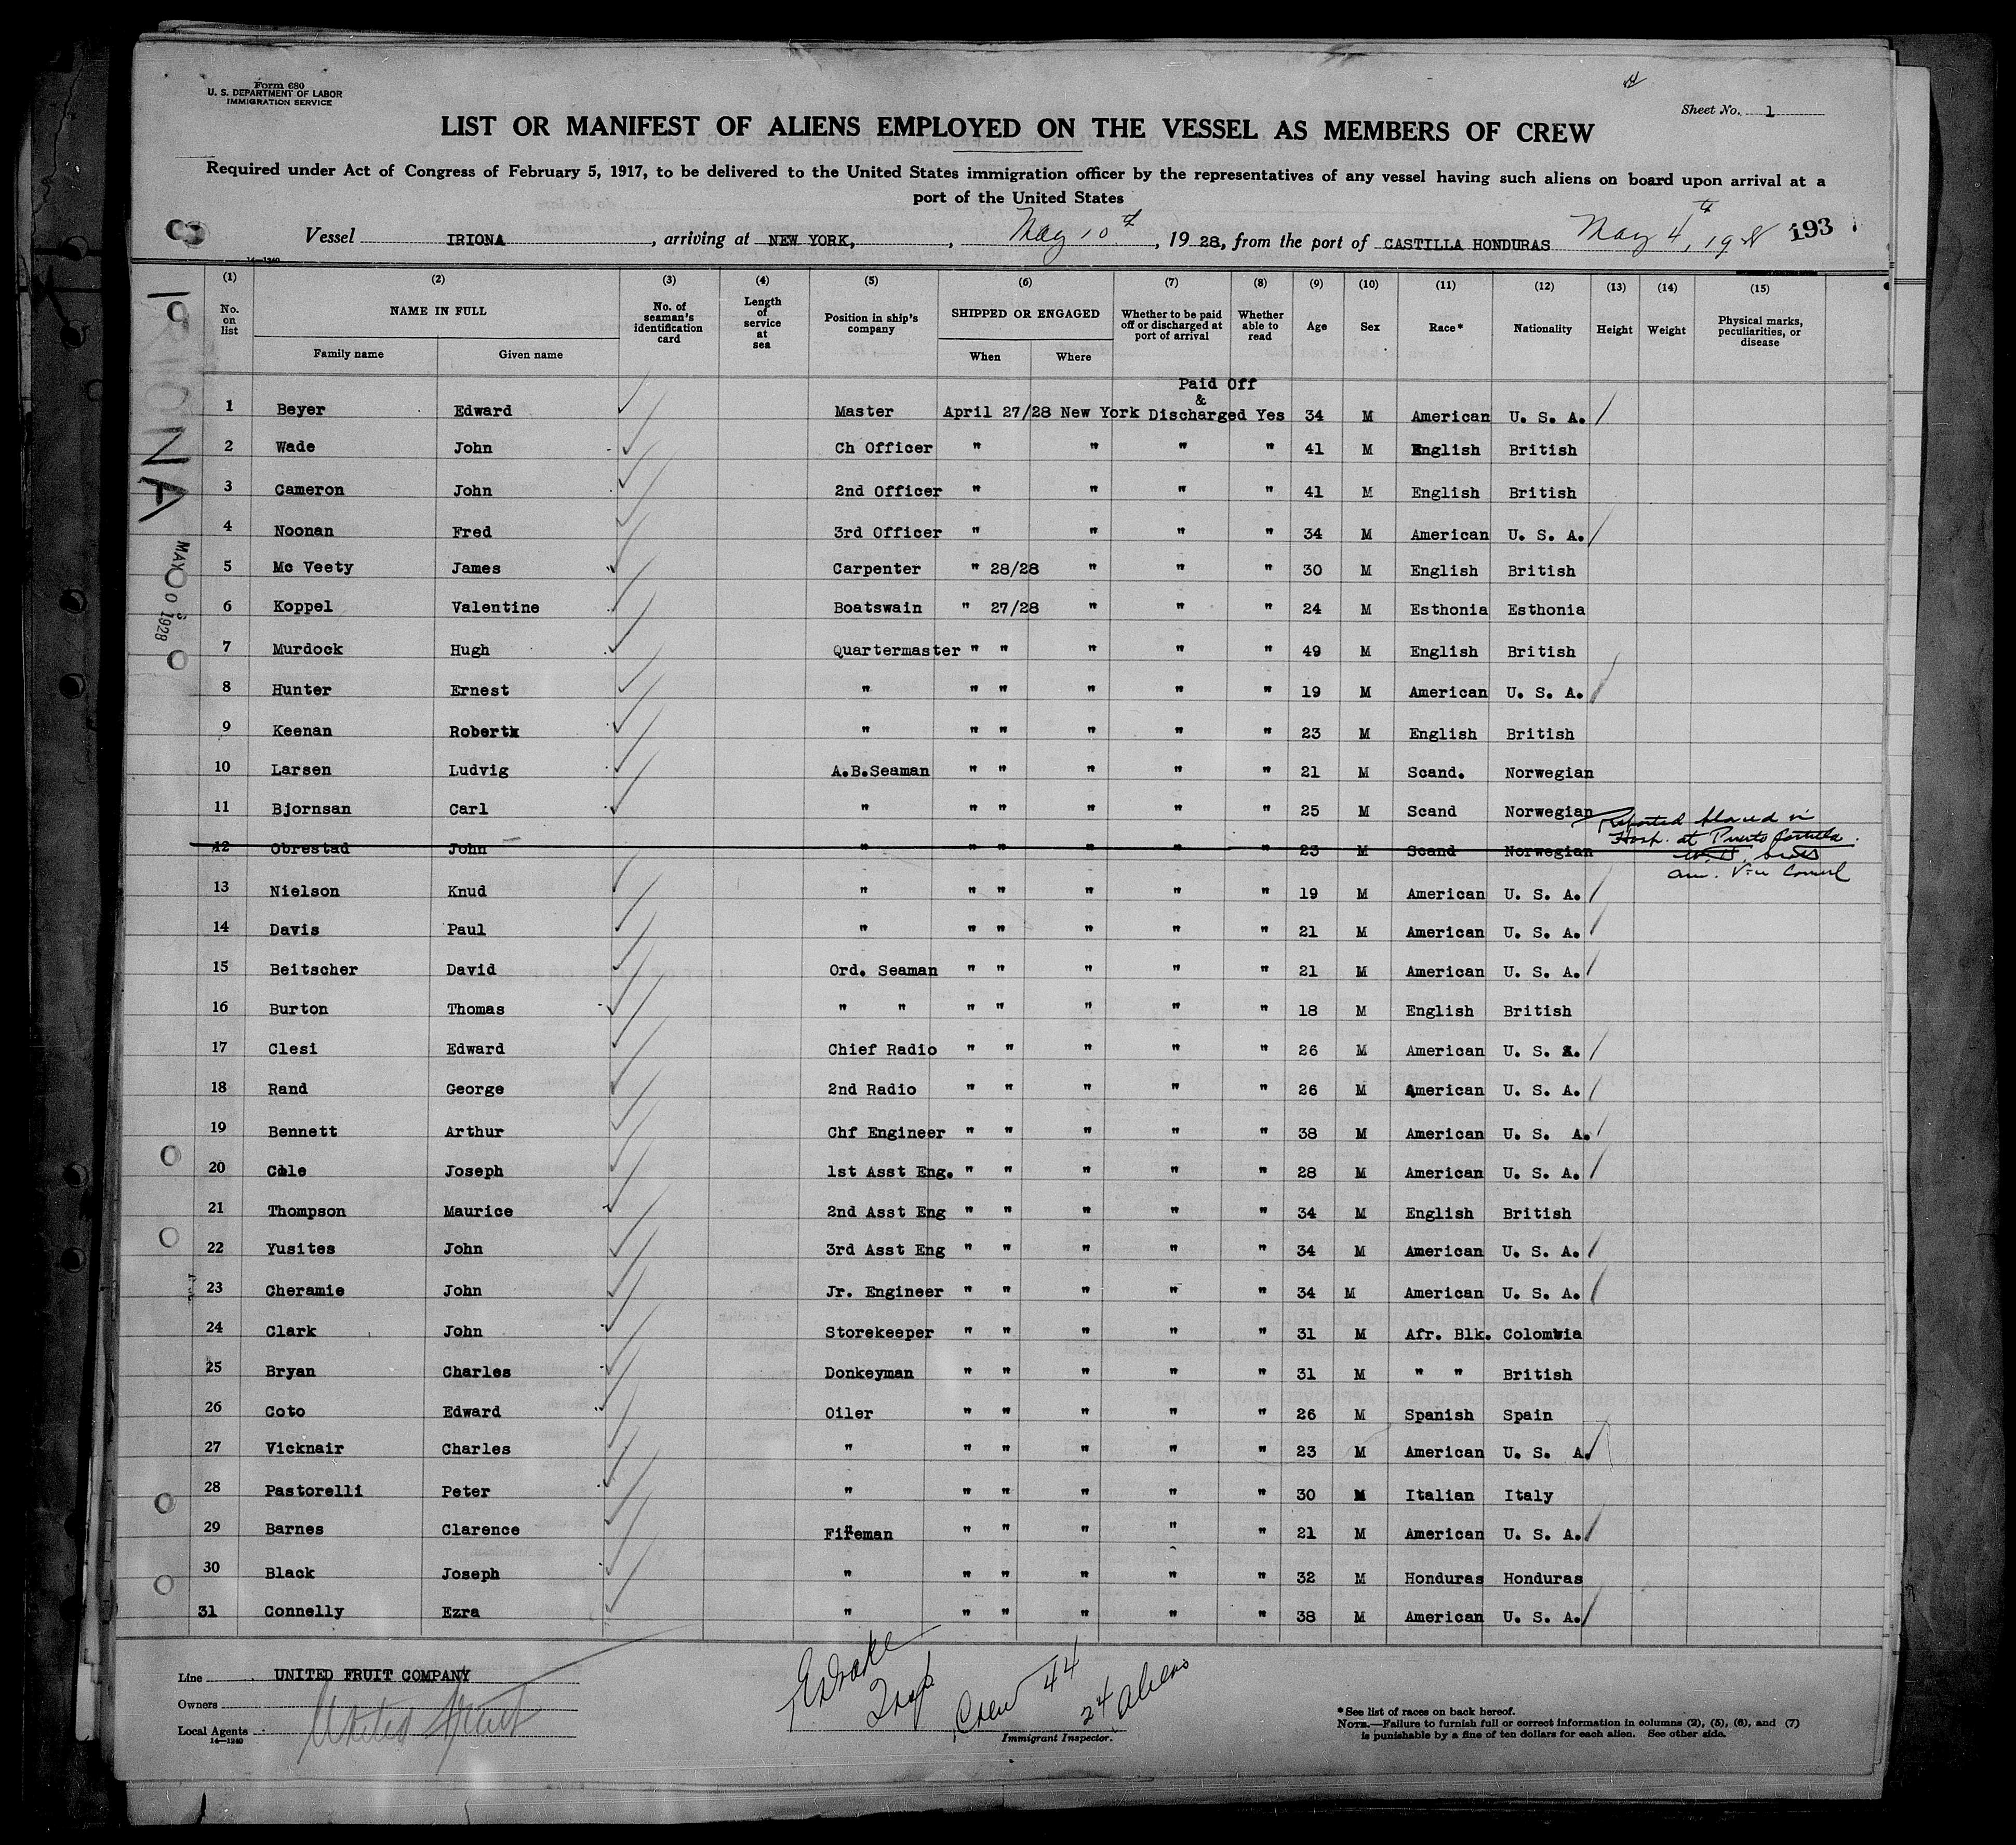 Form 680
U. S. DEPARTMENT OF LABOR
IMMIGRATION SERVICE
Sheet No. 1
LIST OR MANIFEST OF ALIENS EMPLOYED ON THE VESSEL AS MEMBERS OF CREW
Required under Act of Congress of February 5, 1917, to be delivered to the United States immigration officer by the representatives of any vessel having such aliens on board upon arrival at a
port of the United States
Vessel IRIONA, arriving at NEW YORK, May 10th, 1928, from the port of CASTILLA HONDURAS May 4th, 1928 193
14-1240
(1) (2) (3) (4) (5) (6) (7) (8) (9) (10) (11) (12) (13) (14) (15)
No. on list NAME IN FULL Family name Given name No. of seaman's identification card Length of service at sea Position in ship's company SHIPPED OR ENGAGED When Where Whether to be paid off or discharged at port of arrival Whether able to read Age Sex Race* Nationality Height Weight Physical marks, peculiarities, or disease
Paid Off
&
1 Beyer Edward Master April 27/28 New York Discharged Yes 34 M American U. S. A.
2 Wade John Ch Officer " " " " 41 M English British
3 Cameron John 2nd Officer " " " " 41 M English British
4 Noonan Fred 3rd Officer " " " " 34 M American U. S. A.
5 Mc Veety James Carpenter " 28/28 " " " 30 M English British
6 Koppel Valentine Boatswain " 27/28 " " " 24 M Esthonia Esthonia
7 Murdock Hugh Quartermaster " " " " " 49 M English British
8 Hunter Ernest " " " " " " 19 M American U. S. A.
9 Keenan Robert " " " " " " 23 M English British
10 Larsen Ludvig A.B.Seaman " " " " " 21 M Scand. Norwegian
11 Bjornsan Carl " " " " " " 25 M Scand Norwegian
12 Obrestad John " " " " " " 23 M Scand Norwegian Reported placed in
Hosp. at Puerto Castilla
Am. Vice Consul
13 Nielson Knud " " " " " " 19 M American U. S. A.
14 Davis Paul " " " " " " 21 M American U. S. A.
15 Beitscher David Ord. Seaman " " " " " 21 M American U. S. A.
16 Burton Thomas " " " " " " " 18 M English British
17 Clesi Edward Chief Radio " " " " " 26 M American U. S. A.
18 Rand George 2nd Radio " " " " " 26 M American U. S. A.
19 Bennett Arthur Chf Engineer " " " " " 38 M American U. S. A.
20 Cole Joseph 1st Asst Eng. " " " " " 28 M American U. S. A.
21 Thompson Maurice 2nd Asst Eng " " " " " 34 M English British
22 Yusites John 3rd Asst Eng " " " " " 34 M American U. S. A.
23 Cheramie John Jr. Engineer " " " " " 34 M American U. S. A.
24 Clark John Storekeeper " " " " " 31 M Afr. Blk. Colombia
25 Bryan Charles Donkeyman " " " " " 31 M " " British
26 Coto Edward Oiler " " " " " 26 M Spanish Spain
27 Vicknair Charles " " " " " " 23 M American U. S. A.
28 Pastorelli Peter " " " " " " 30 M Italian Italy
29 Barnes Clarence Fireman " " " " " 21 M American U. S. A.
30 Black Joseph " " " " " " 32 M Honduras Honduras
31 Connelly Ezra " " " " " " 38 M American U. S. A.
IRIONA
MAY 10 1928
Line UNITED FRUIT COMPANY
Owners
Local Agents United Fruit
14-1240
Crew 44
24 aliens
Immigrant Inspector.
*See list of races on back hereof.
NOTE.—Failure to furnish full or correct information in columns (2), (5), (6), and (7)
is punishable by a fine of ten dollars for each alien. See other side.